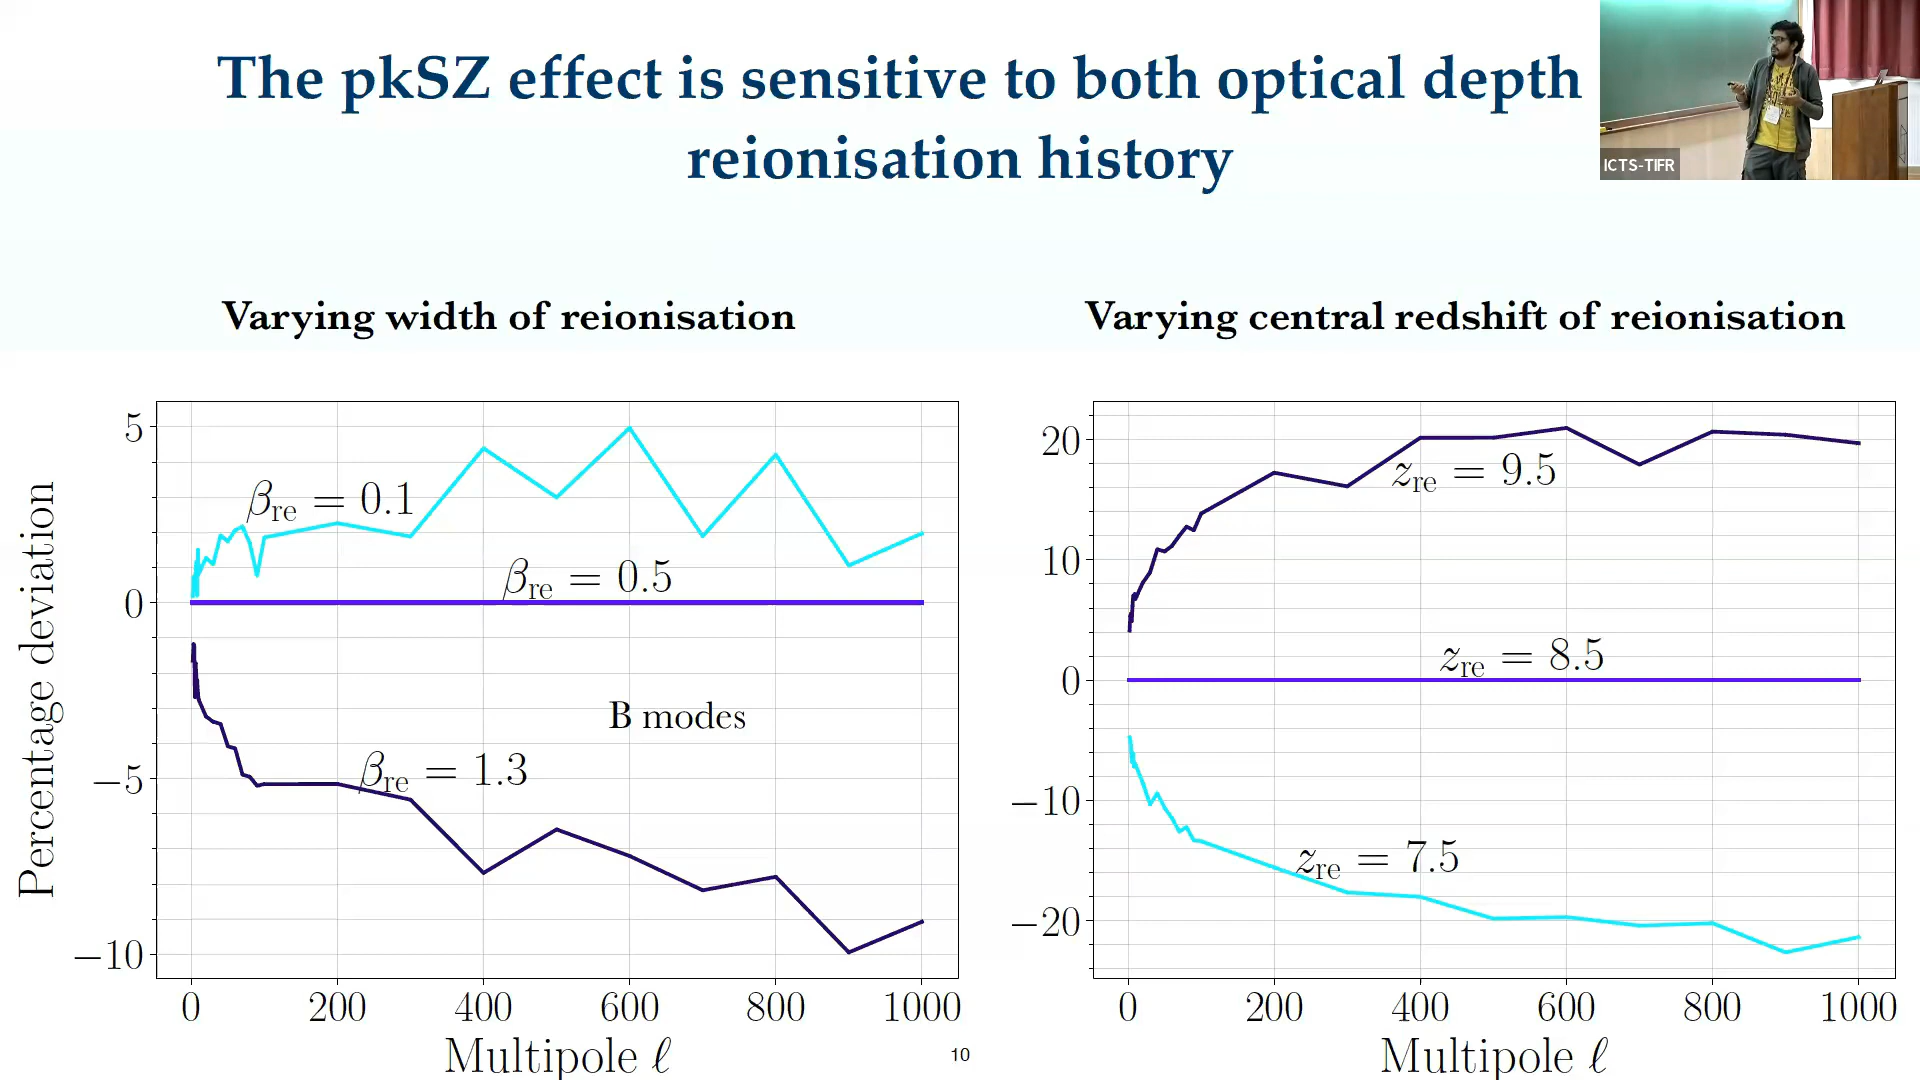 The pkSZ effect is sensitive to both optical depth
reionisation history
ICTS-TIFR
Varying width of reionisation
Varying central redshift of reionisation
Percentage deviation
5
0
−5
−10
β_re = 0.1
β_re = 0.5
B modes
β_re = 1.3
0 200 400 600 800 1000
Multipole ℓ
20
10
0
−10
−20
z_re = 9.5
z_re = 8.5
z_re = 7.5
0 200 400 600 800 1000
Multipole ℓ
10